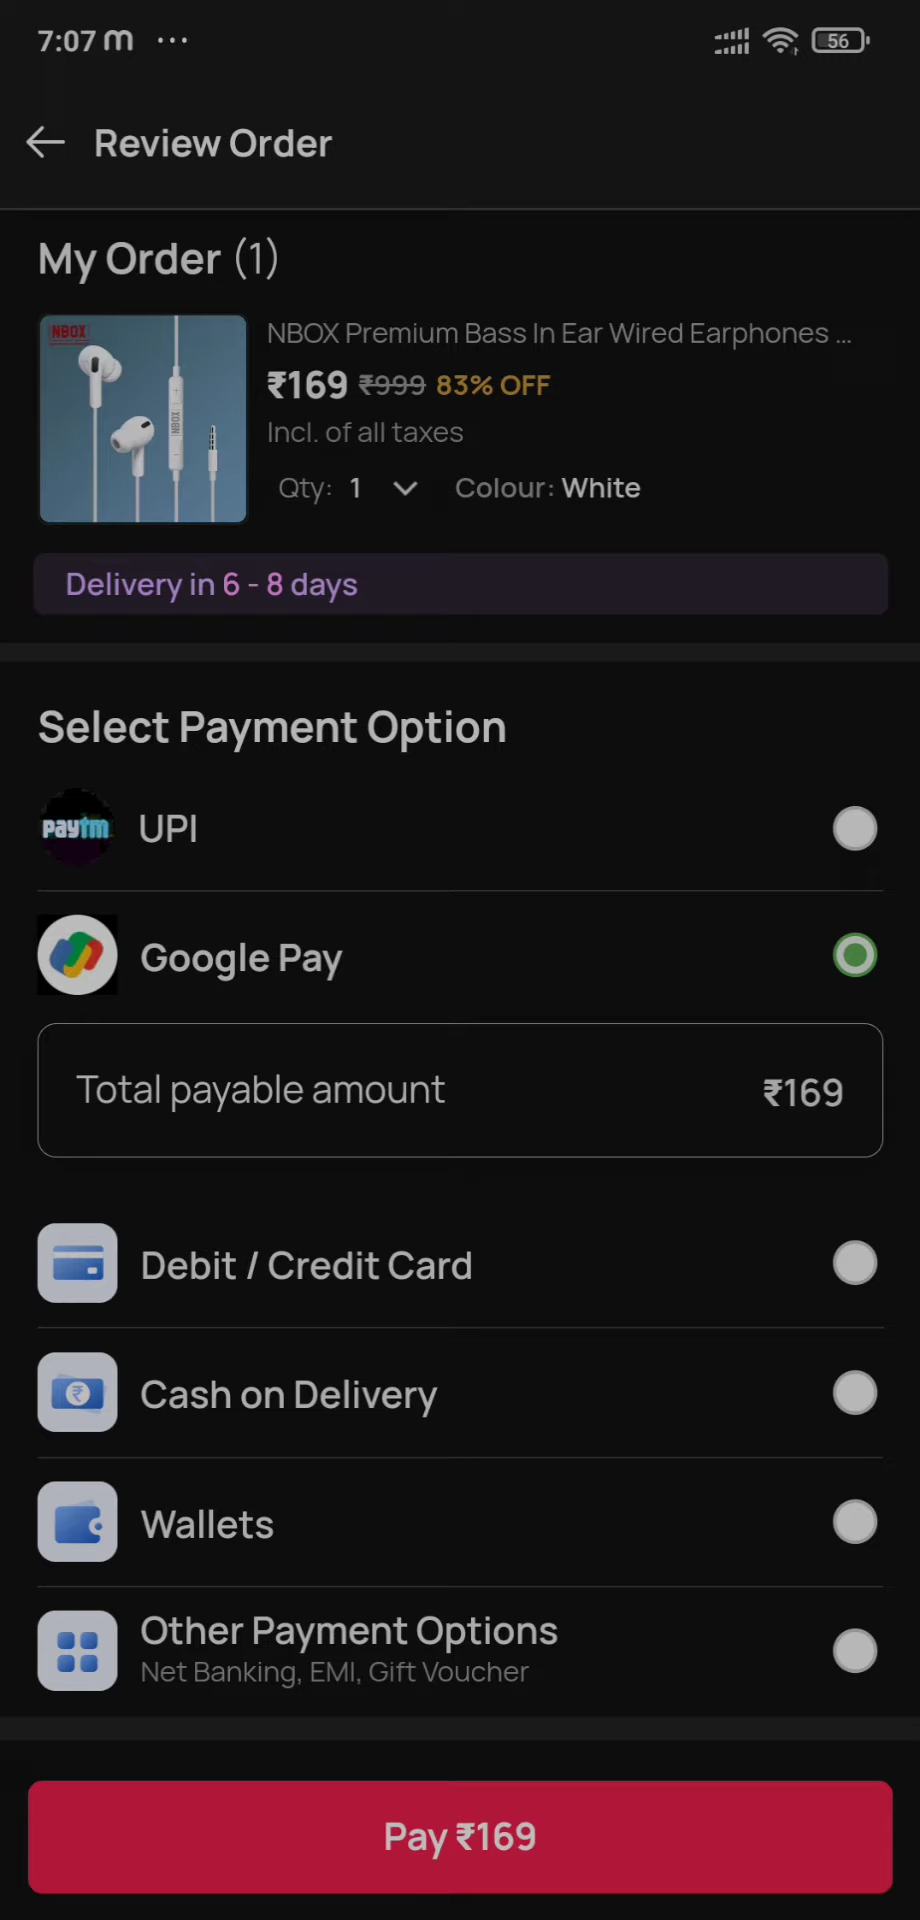 7:07 m ...
56
Review Order
My Order (1)
NBOX
NBOX
NBOX Premium Bass In Ear Wired Earphones ...
₹169 ₹999 83% OFF
Incl. of all taxes
Qty: 1 Colour: White
Delivery in 6 - 8 days
Select Payment Option
paytm UPI
Google Pay
Total payable amount ₹169
Debit / Credit Card
₹
Cash on Delivery
Wallets
Other Payment Options
Net Banking, EMI, Gift Voucher
Pay ₹169